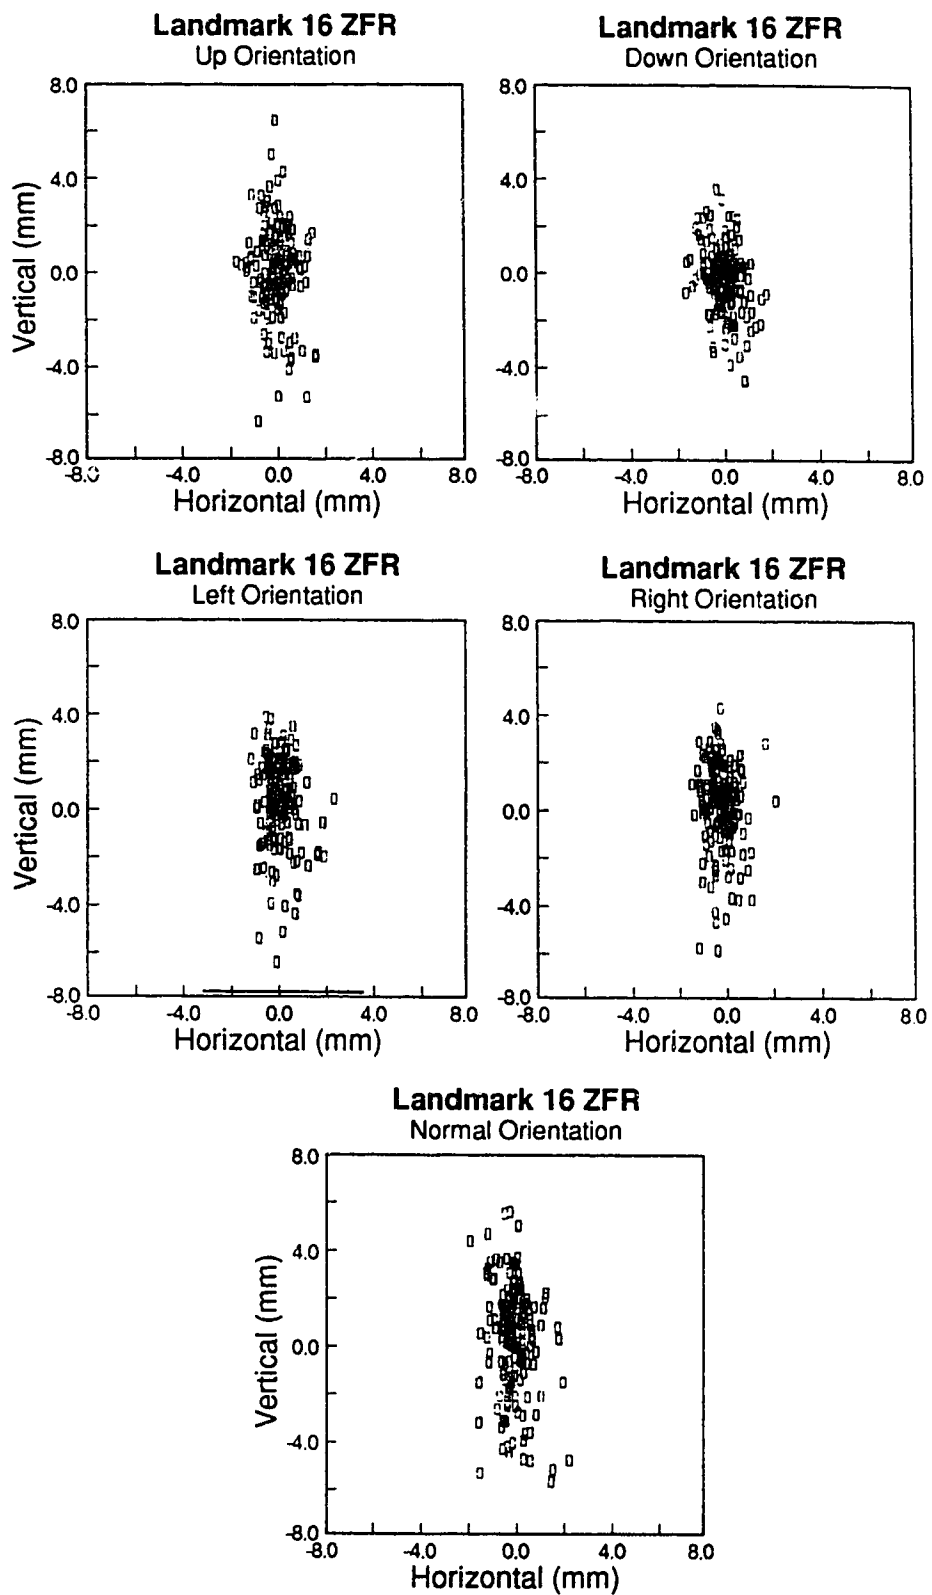 Landmark 16 ZFR
Up Orientation
8.0
4.0
0.0
-4.0
-8.0
Vertical (mm)
-8.0 -4.0 0.0 4.0 8.0
Horizontal (mm)
Landmark 16 ZFR
Down Orientation
8.0
4.0
0.0
-4.0
-8.0
-8.0 -4.0 0.0 4.0 8.0
Horizontal (mm)
Landmark 16 ZFR
Left Orientation
8.0
4.0
0.0
-4.0
-8.0
Vertical (mm)
-8.0 -4.0 0.0 4.0 8.0
Horizontal (mm)
Landmark 16 ZFR
Right Orientation
8.0
4.0
0.0
-4.0
-8.0
-4.0 0.0 4.0 8.0
Horizontal (mm)
Landmark 16 ZFR
Normal Orientation
8.0
4.0
0.0
-4.0
-8.0
Vertical (mm)
-8.0 -4.0 0.0 4.0 8.0
Horizontal (mm)